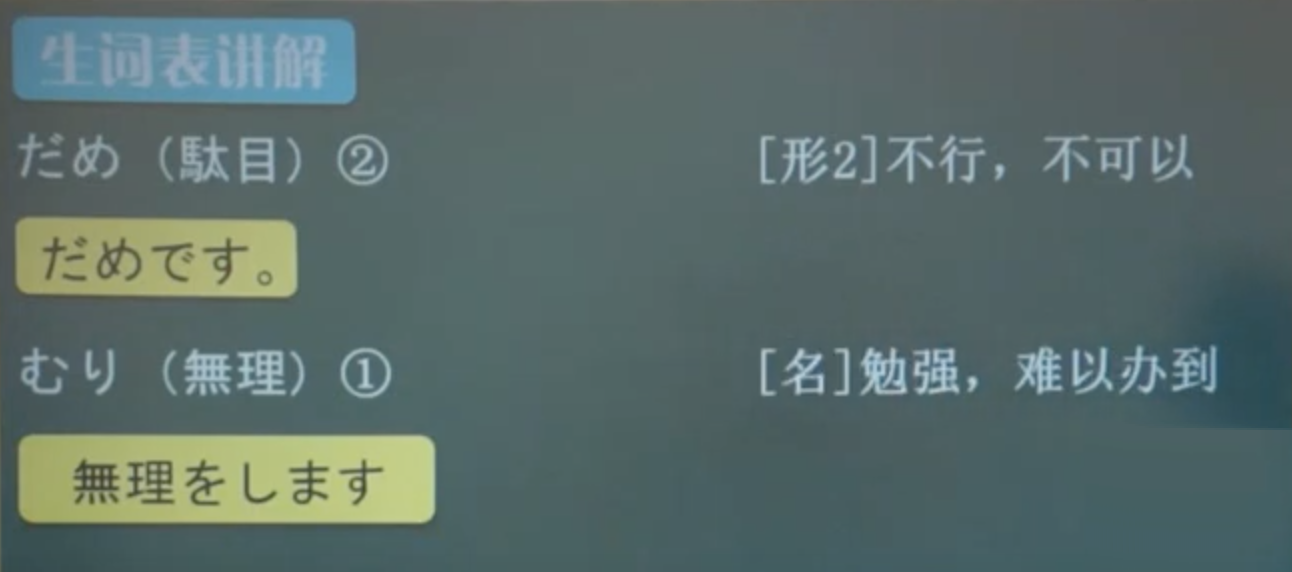 生词表讲解
だめ（駄目）② [形2]不行，不可以
だめです。
むり（無理）① [名]勉强，难以办到
無理をします